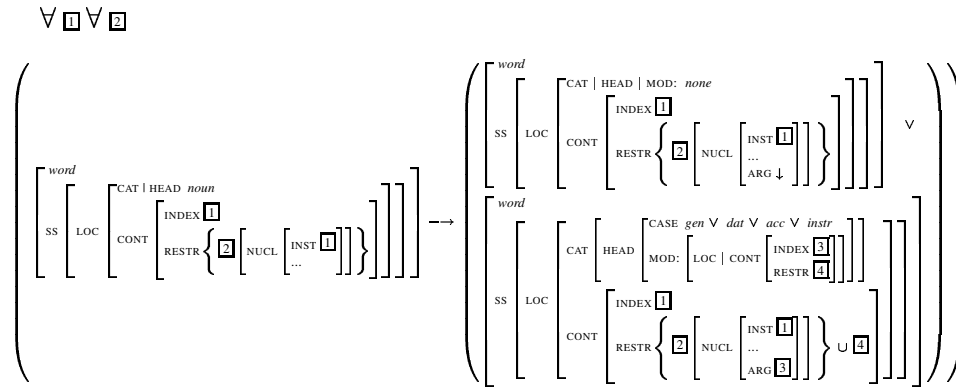 ∀ 1 ∀ 2
word
CAT | HEAD noun
INDEX 1
SS LOC CONT
RESTR { 2 NUCL INST 1 ... }
→
word
CAT | HEAD | MOD: none
INDEX 1
SS LOC CONT
RESTR { 2 NUCL INST 1 ... ARG ↓ }
∨
word
CASE gen ∨ dat ∨ acc ∨ instr
CAT HEAD
MOD: LOC | CONT INDEX 3 RESTR 4
SS LOC
INDEX 1
CONT
RESTR { 2 NUCL INST 1 ... ARG 3 } ∪ 4